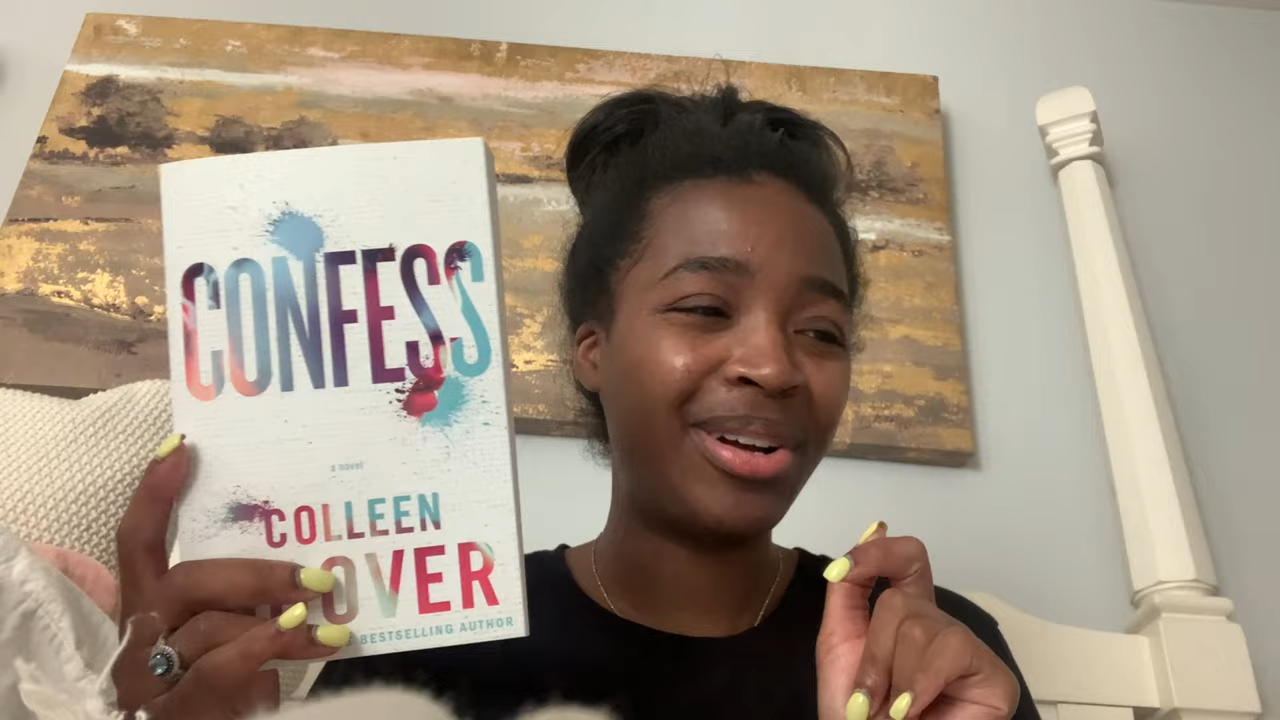 CONFESS
a novel
COLLEEN
OVER
BESTSELLING AUTHOR